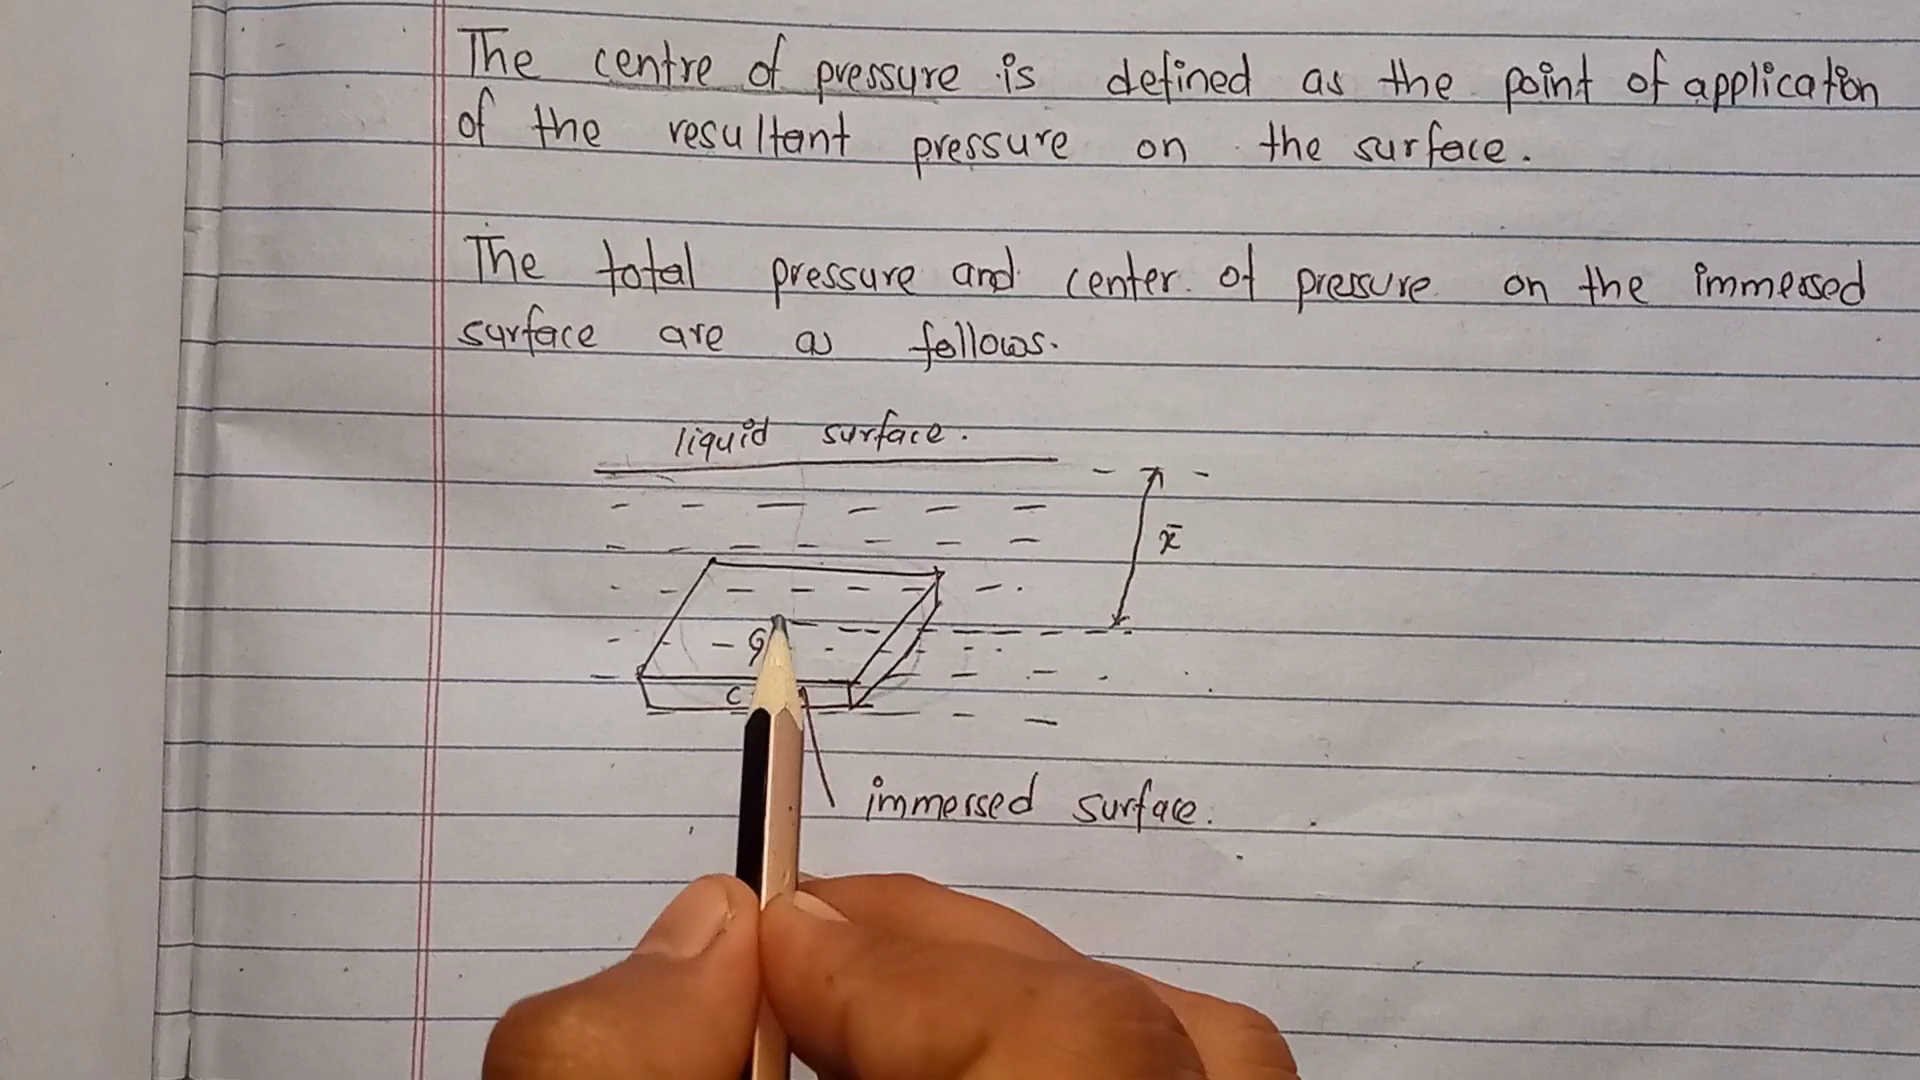 The centre of pressure is defined as the point of application
of the resultant pressure on the surface.
The total pressure and center of pressure on the immersed
surface are as follows.
liquid surface.
x̄
G
C
immersed surface.